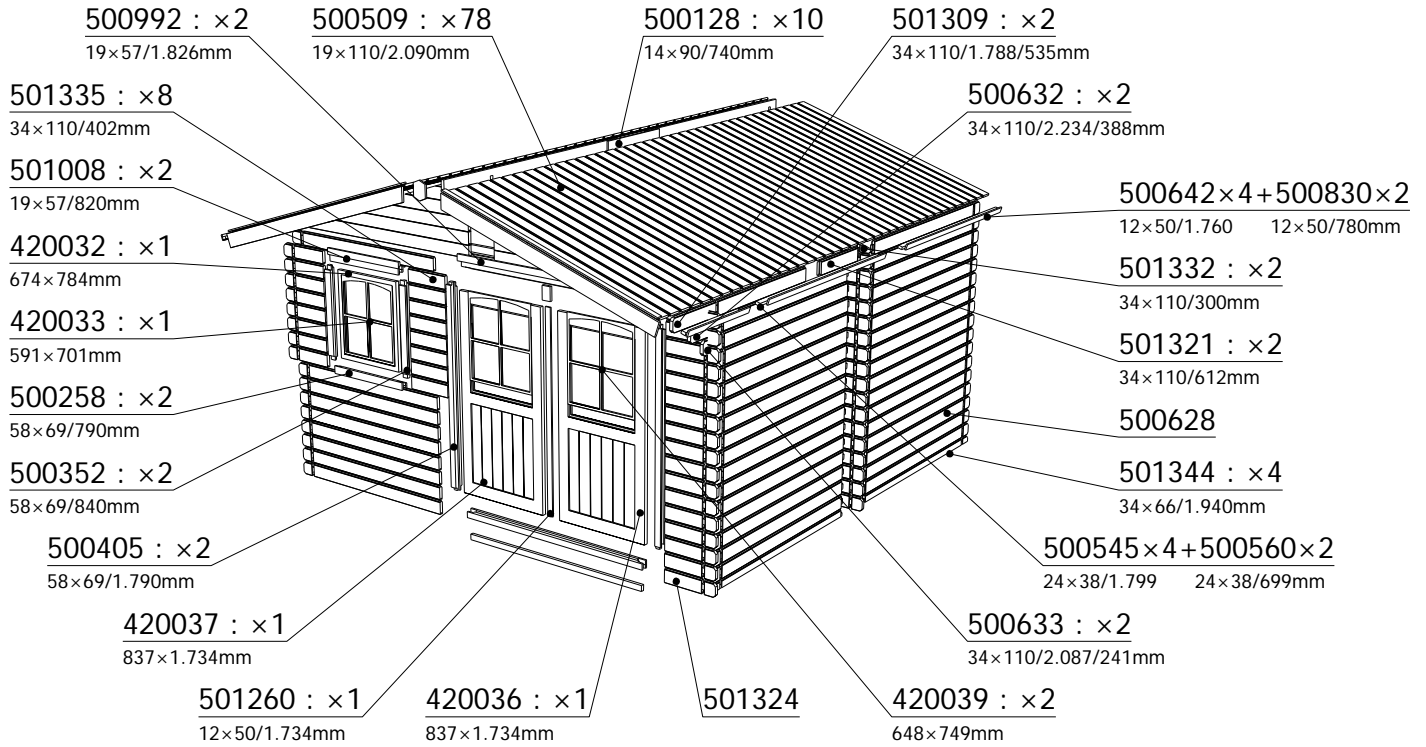 500992 : ×2
19×57/1.826mm
500509 : ×78
19×110/2.090mm
500128 : ×10
14×90/740mm
501309 : ×2
34×110/1.788/535mm
501335 : ×8
34×110/402mm
500632 : ×2
34×110/2.234/388mm
501008 : ×2
19×57/820mm
500642×4+500830×2
12×50/1.760 12×50/780mm
420032 : ×1
674×784mm
501332 : ×2
34×110/300mm
420033 : ×1
591×701mm
501321 : ×2
34×110/612mm
500258 : ×2
58×69/790mm
500628
500352 : ×2
58×69/840mm
501344 : ×4
34×66/1.940mm
500405 : ×2
58×69/1.790mm
500545×4+500560×2
24×38/1.799 24×38/699mm
420037 : ×1
837×1.734mm
500633 : ×2
34×110/2.087/241mm
501260 : ×1
12×50/1.734mm
420036 : ×1
837×1.734mm
501324
420039 : ×2
648×749mm